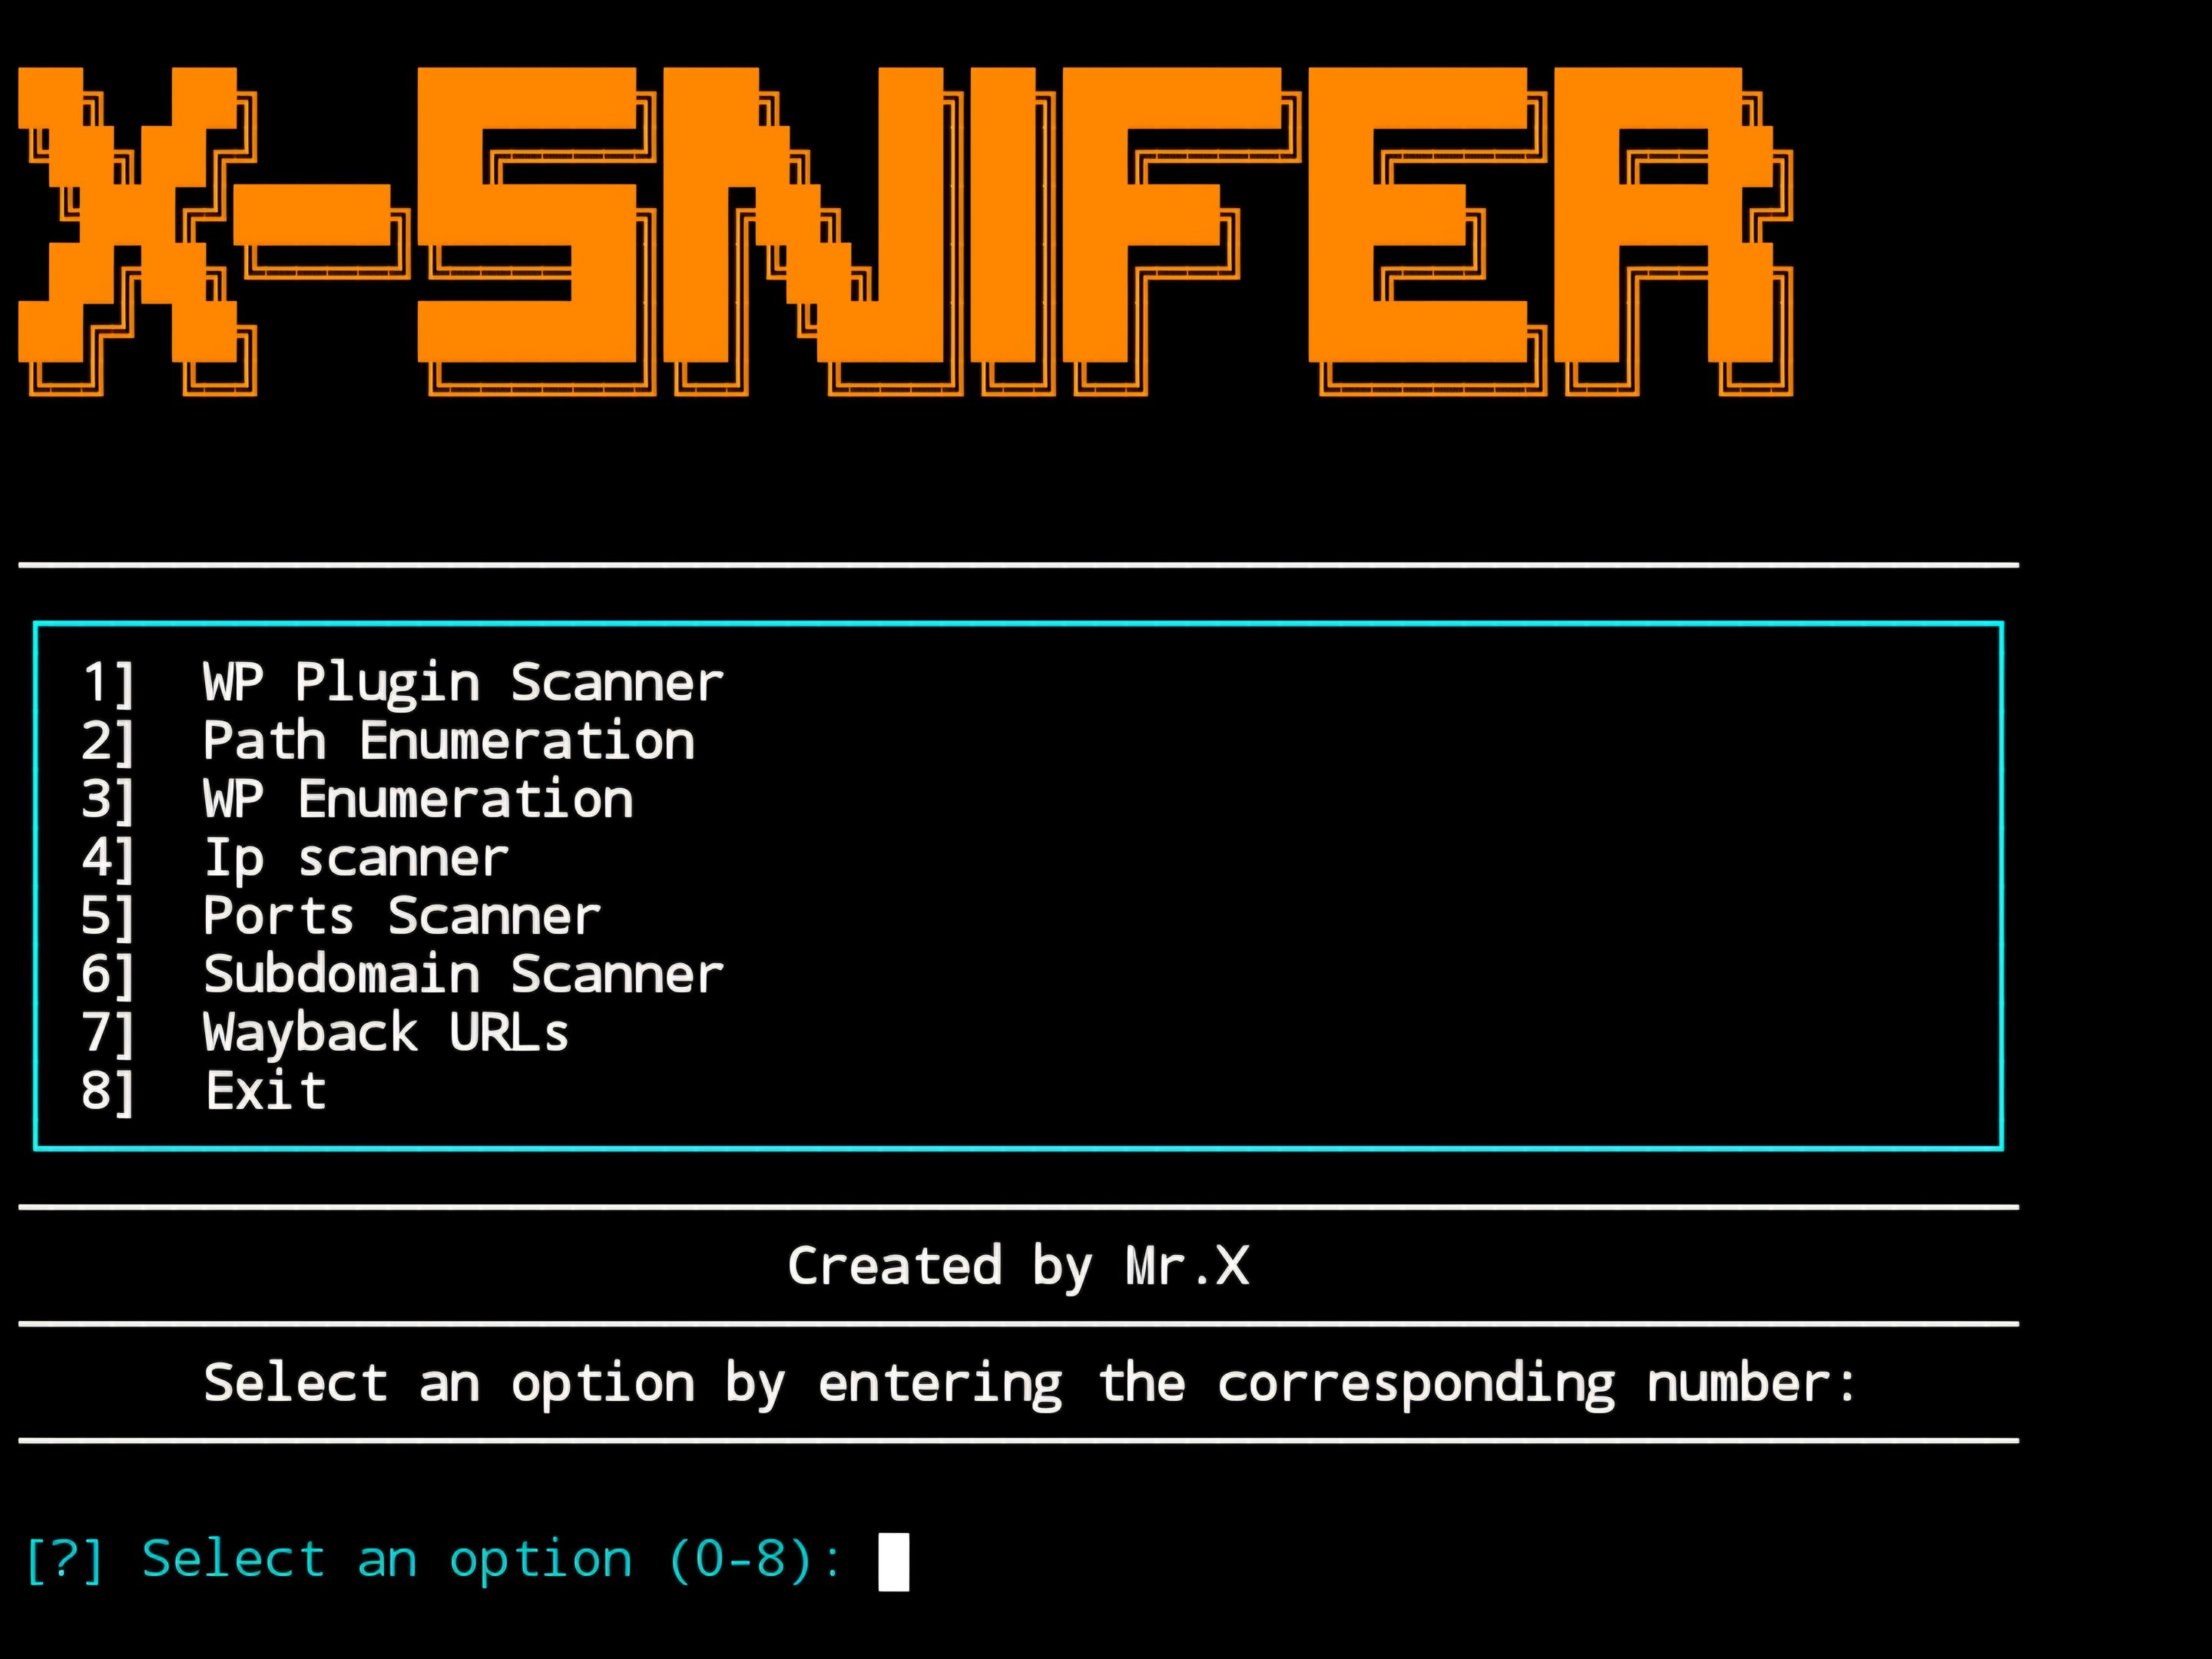 X-SNIFER
1] WP Plugin Scanner
2] Path Enumeration
3] WP Enumeration
4] Ip scanner
5] Ports Scanner
6] Subdomain Scanner
7] Wayback URLs
8] Exit
Created by Mr.X
Select an option by entering the corresponding number:
[?] Select an option (0-8):